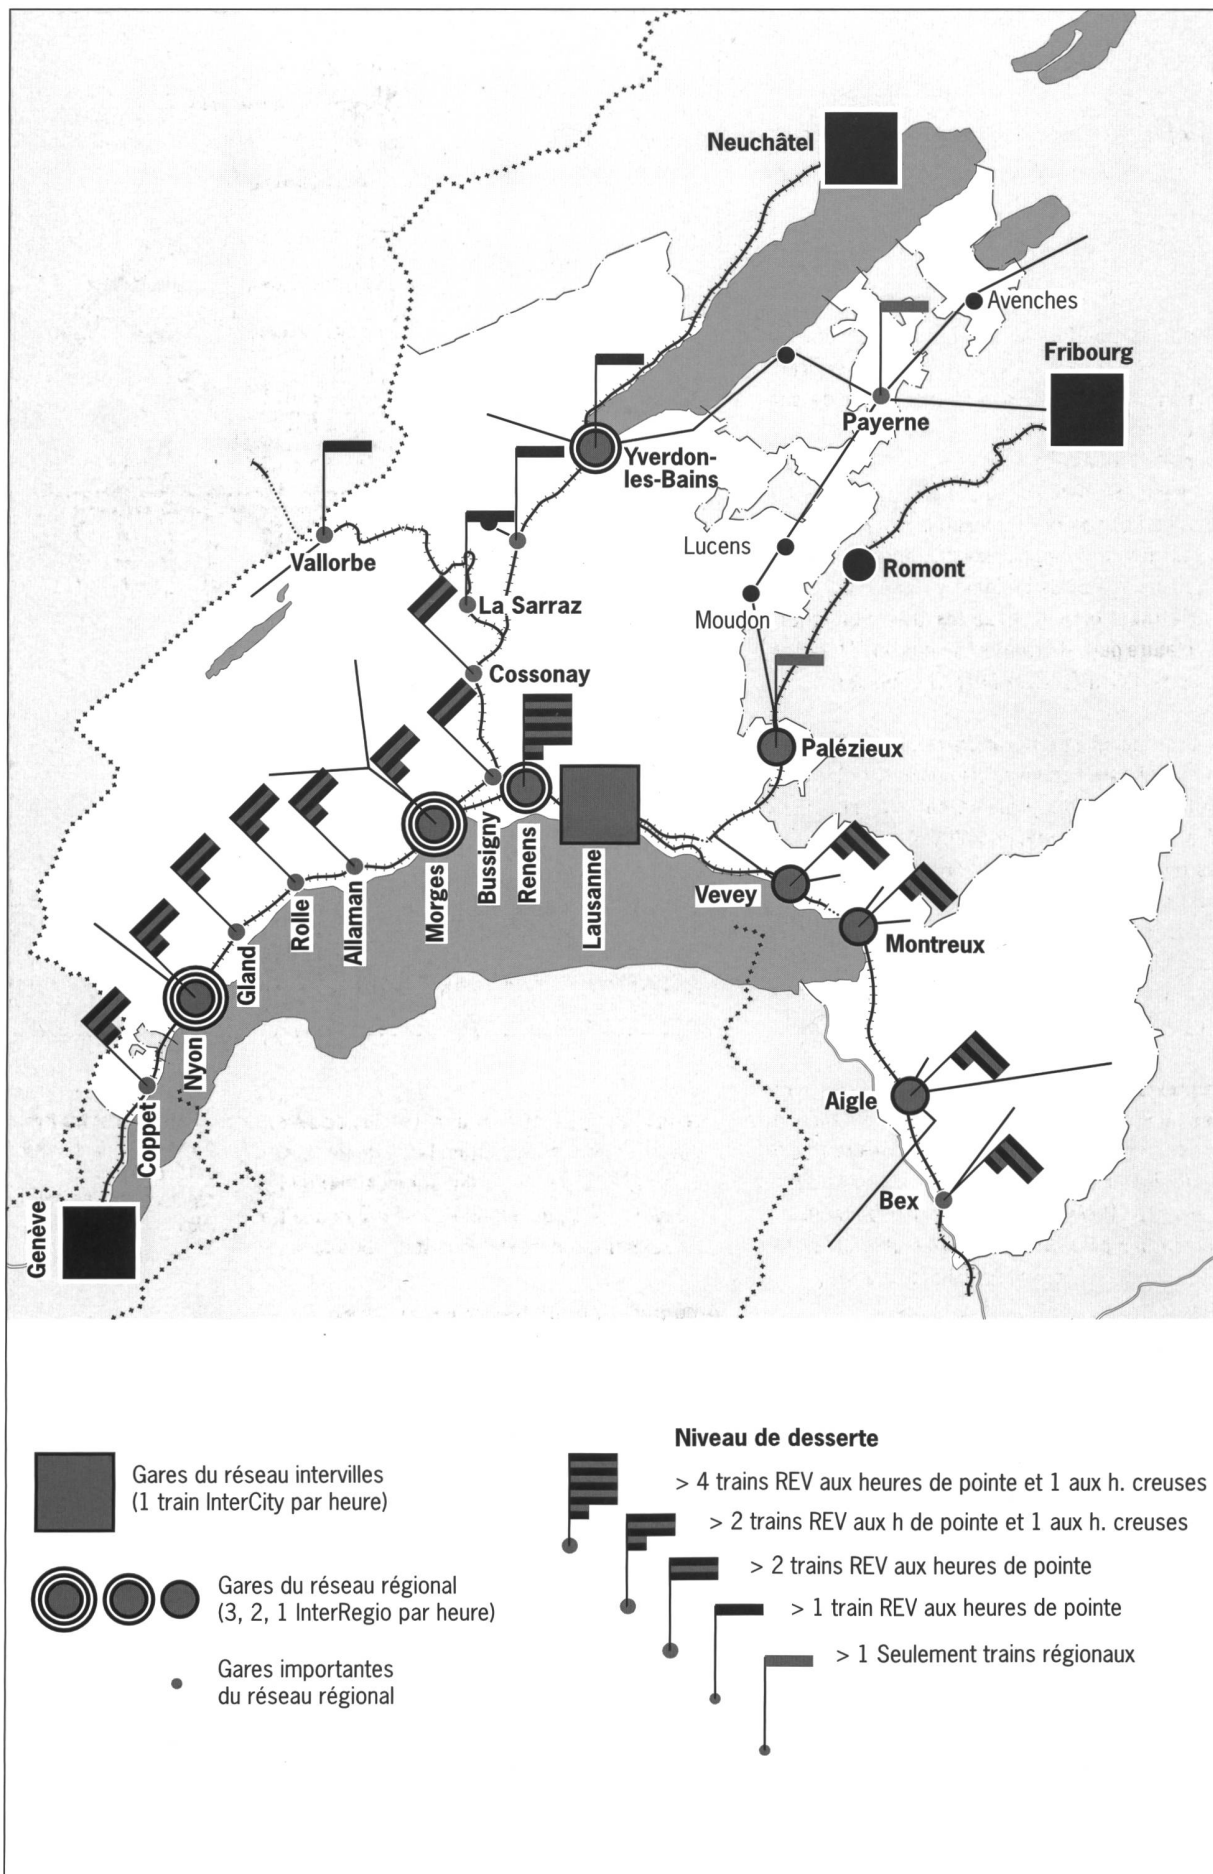 Neuchâtel
Avenches
Fribourg
Payerne
Yverdon-
les-Bains
Vallorbe
Lucens
Romont
La Sarraz
Moudon
Cossonay
Palézieux
Morges
Bussigny
Renens
Lausanne
Vevey
Montreux
Allaman
Rolle
Gland
Nyon
Coppet
Genève
Aigle
Bex
Gares du réseau intervilles
(1 train InterCity par heure)
Gares du réseau régional
(3, 2, 1 InterRegio par heure)
Gares importantes
du réseau régional
Niveau de desserte
> 4 trains REV aux heures de pointe et 1 aux h. creuses
> 2 trains REV aux h de pointe et 1 aux h. creuses
> 2 trains REV aux heures de pointe
> 1 train REV aux heures de pointe
> 1 Seulement trains régionaux